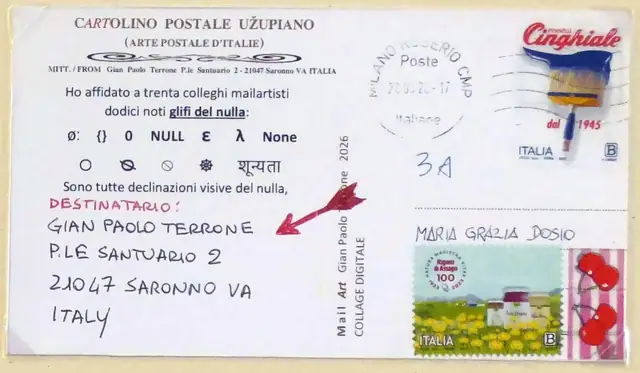 CARTOLINO POSTALE UŽUPIANO
(ARTE POSTALE D'ITALIE)
MITT. / FROM Gian Paolo Terrone P.le Santuario 2 - 21047 Saronno VA ITALIA
Ho affidato a trenta colleghi mailartisti
dodici noti glifi del nulla:
ø: {} 0 NULL ε λ None
शून्यता
Sono tutte declinazioni visive del nulla,
DESTINATARIO:
GIAN PAOLO TERRONE
P.LE SANTUARIO 2
21047 SARONNO VA
ITALY
Mail Art Gian Paolo Terrone 2026
COLLAGE DIGITALE
MILANO ROSERIO CMP
Poste
Italiane
3A
Cinghiale
dal 1945
ITALIA B
MARIA GRAZIA DOSIO
100
ITALIA B